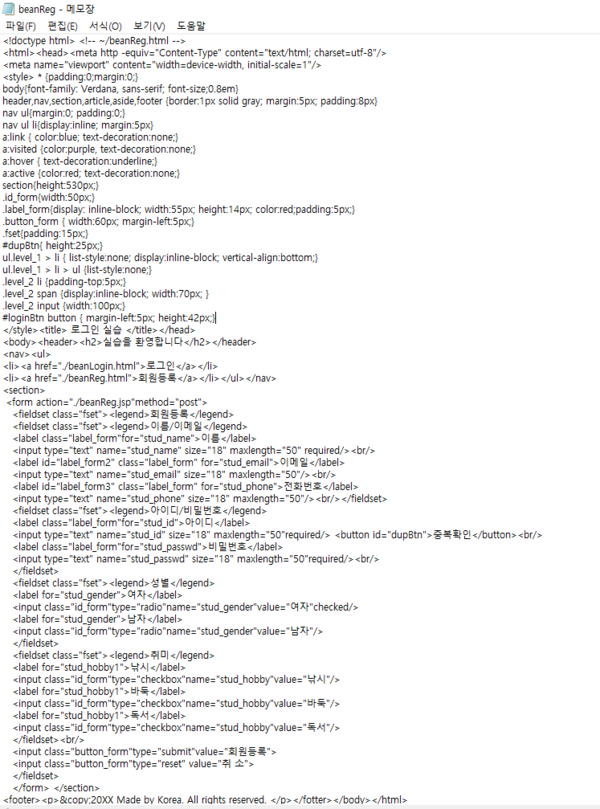 beanReg - 메모장
파일(F) 편집(E) 서식(O) 보기(V) 도움말
<!doctype html> <!-- ~/beanReg.html -->
<html><head><meta http -equiv="Content-Type" content="text/html; charset=utf-8"/>
<meta name="viewport" content="width=device-width, initial-scale=1"/>
<style> * {padding:0;margin:0;}
body{font-family: Verdana, sans-serif; font-size;0.8em}
header,nav,section,article,aside,footer {border:1px solid gray; margin:5px; padding:8px}
nav ul{margin:0; padding:0;}
nav ul li{display:inline; margin:5px}
a:link { color:blue; text-decoration:none;}
a:visited {color:purple, text-decoration:none;}
a:hover { text-decoration:underline;}
a:active {color:red; text-decoration:none;}
section{height:530px;}
.id_form{width:50px;}
.label_form{display: inline-block; width:55px; height:14px; color:red;padding:5px;}
.button_form { width:60px; margin-left:5px;}
.fset{padding:15px;}
#dupBtn{ height:25px;}
ul.level_1 > li { list-style:none; display:inline-block; vertical-align:bottom;}
ul.level_1 > li > ul {list-style:none;}
.level_2 li {padding-top:5px;}
.level_2 span {display:inline-block; width:70px; }
.level_2 input {width:100px;}
#loginBtn button { margin-left:5px; height:42px;}
</style><title> 로그인 실습 </title></head>
<body><header><h2>실습을 환영합니다</h2></header>
<nav><ul>
<li><a href="./beanLogin.html">로그인</a></li>
<li><a href="./beanReg.html">회원등록</a></li></ul></nav>
<section>
<form action="./beanReg.jsp"method="post">
<fieldset class="fset"><legend>회원등록</legend>
<fieldset class="fset"><legend>이름/이메일</legend>
<label class="label_form"for="stud_name">이름</label>
<input type="text" name="stud_name" size="18" maxlength="50" required/><br/>
<label id="label_form2" class="label_form" for="stud_email">이메일</label>
<input type="text" name="stud_email" size="18" maxlength="50"/><br/>
<label id="label_form3" class="label_form" for="stud_phone">전화번호</label>
<input type="text" name="stud_phone" size="18" maxlength="50"/><br/></fieldset>
<fieldset class="fset"><legend>아이디/비밀번호</legend>
<label class="label_form"for="stud_id">아이디</label>
<input type="text" name="stud_id" size="18" maxlength="50"required/> <button id="dupBtn">중복확인</button><br/>
<label class="label_form"for="stud_passwd">비밀번호</label>
<input type="text" name="stud_passwd" size="18" maxlength="50"required/><br/>
</fieldset>
<fieldset class="fset"><legend>성별</legend>
<label for="stud_gender">여자</label>
<input class="id_form"type="radio"name="stud_gender"value="여자"checked/>
<label for="stud_gender">남자</label>
<input class="id_form"type="radio"name="stud_gender"value="남자"/>
</fieldset>
<fieldset class="fset"><legend>취미</legend>
<label for="stud_hobby1">낚시</label>
<input class="id_form"type="checkbox"name="stud_hobby"value="낚시"/>
<label for="stud_hobby1">바둑</label>
<input class="id_form"type="checkbox"name="stud_hobby"value="바둑"/>
<label for="stud_hobby1">독서</label>
<input class="id_form"type="checkbox"name="stud_hobby"value="독서"/>
</fieldset><br/>
<input class="button_form"type="submit"value="회원등록">
<input class="button_form"type="reset" value="취 소">
</fieldset>
</form> </section>
<footer><p>&copy;20XX Made by Korea. All rights reserved. </p></fotter></body></html>